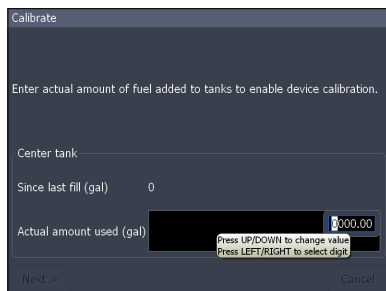 Calibrate
Enter actual amount of fuel added to tanks to enable device calibration.
Center tank
Since last fill (gal) 0
Actual amount used (gal) 0000.00
Press UP/DOWN to change value
Press LEFT/RIGHT to select digit
Next > Cancel